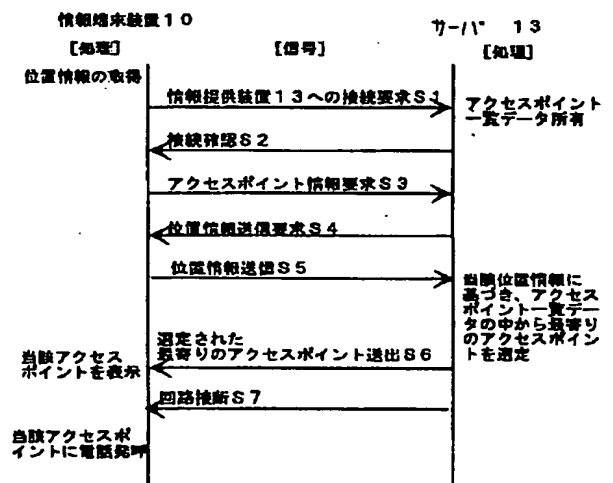 情報端末装置10
サーバ 13
[処理]
[信号]
[処理]
位置情報の取得
情報提供装置13への接続要求S1
アクセスポイント
一覧データ所有
接続確認S2
アクセスポイント情報要求S3
位置情報送信要求S4
位置情報送信S5
当該位置情報に
基づき、アクセス
ポイント一覧デー
タの中から最寄り
のアクセスポイン
トを選定
選定された
最寄りのアクセスポイント送出S6
当該アクセス
ポイントを表示
回路接断S7
当該アクセスポ
イントに電話発呼